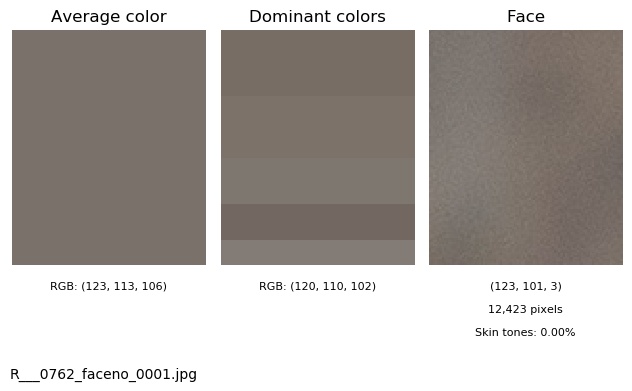 Average color
Dominant colors
Face
RGB: (123, 113, 106)
RGB: (120, 110, 102)
(123, 101, 3)
12,423 pixels
Skin tones: 0.00%
R___0762_faceno_0001.jpg